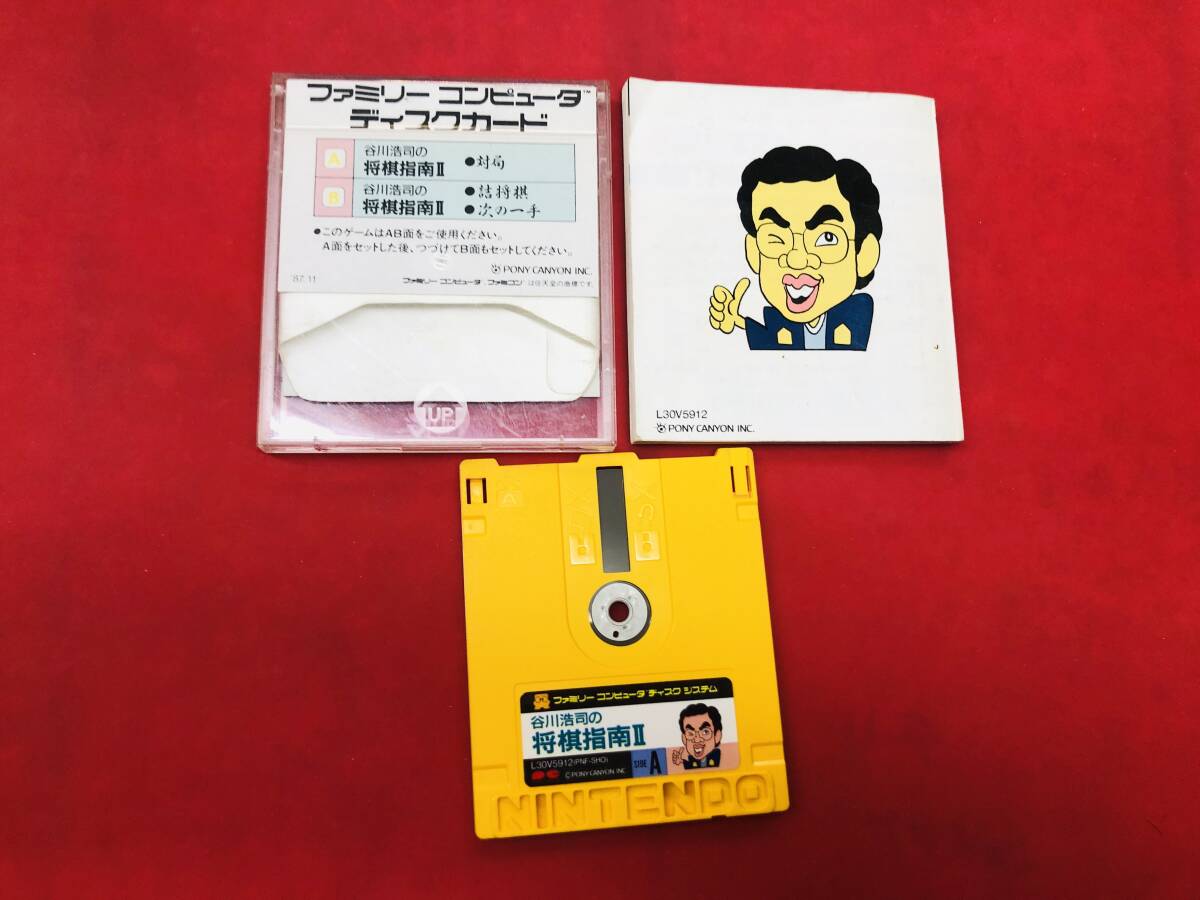 ファミリー コンピュータ™
ディスクカード
A 谷川浩司の
将棋指南Ⅱ ●対局
B 谷川浩司の
将棋指南Ⅱ ●詰将棋
●次の一手
●このゲームはAB面をご使用ください。
A面をセットした後、つづけてB面もセットしてください。
PONY CANYON INC.
'87.11
ファミリー コンピュータ、ファミコンは任天堂の商標です。
UP
L30V5912
PONY CANYON INC.
A
B
ファミリー コンピュータ™ ディスク システム
谷川浩司の
将棋指南Ⅱ
L30V5912(PNF-SHO)
SIDE A
©PONY CANYON INC.
NINTENDO